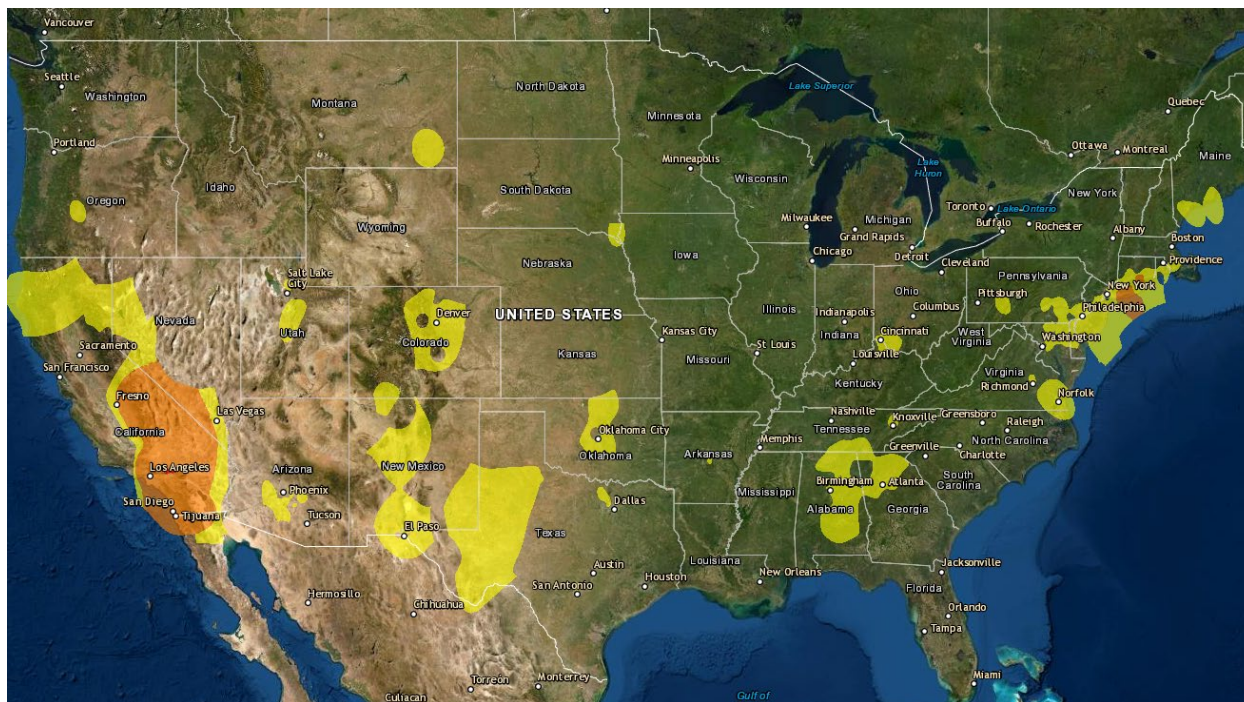 Vancouver
Seattle
Washington
Portland
Oregon
Idaho
Montana
North Dakota
Minnesota
Minneapolis
Lake Superior
Wisconsin
Lake
Huron
Ottawa
Montreal
Quebec
Maine
South Dakota
Wyoming
Milwaukee
Michigan
Grand Rapids
Toronto
Lake Ontario
Buffalo
Rochester
New York
Albany
Boston
Providence
Chicago
Detroit
Cleveland
Nebraska
Iowa
Salt Lake
City
Nevada
Utah
Denver
Colorado
UNITED STATES
Illinois
Indianapolis
Indiana
Ohio
Columbus
Pittsburgh
Pennsylvania
New York
Philadelphia
Sacramento
San Francisco
Kansas
Kansas City
Missouri
St Louis
Cincinnati
Louisville
West
Virginia
Washington
Kentucky
Virginia
Richmond
Norfolk
Fresno
California
Las Vegas
Los Angeles
San Diego
Tijuana
Arizona
Phoenix
Tucson
New Mexico
El Paso
Oklahoma City
Oklahoma
Arkansas
Memphis
Nashville
Tennessee
Knoxville
Greensboro
Raleigh
North Carolina
Charlotte
Greenville
South
Carolina
Dallas
Texas
Mississippi
Birmingham
Alabama
Atlanta
Georgia
Austin
San Antonio
Houston
Louisiana
New Orleans
Jacksonville
Florida
Orlando
Tampa
Miami
Hermosillo
Chihuahua
Torreon
Monterrey
Culiacan
Gulf of